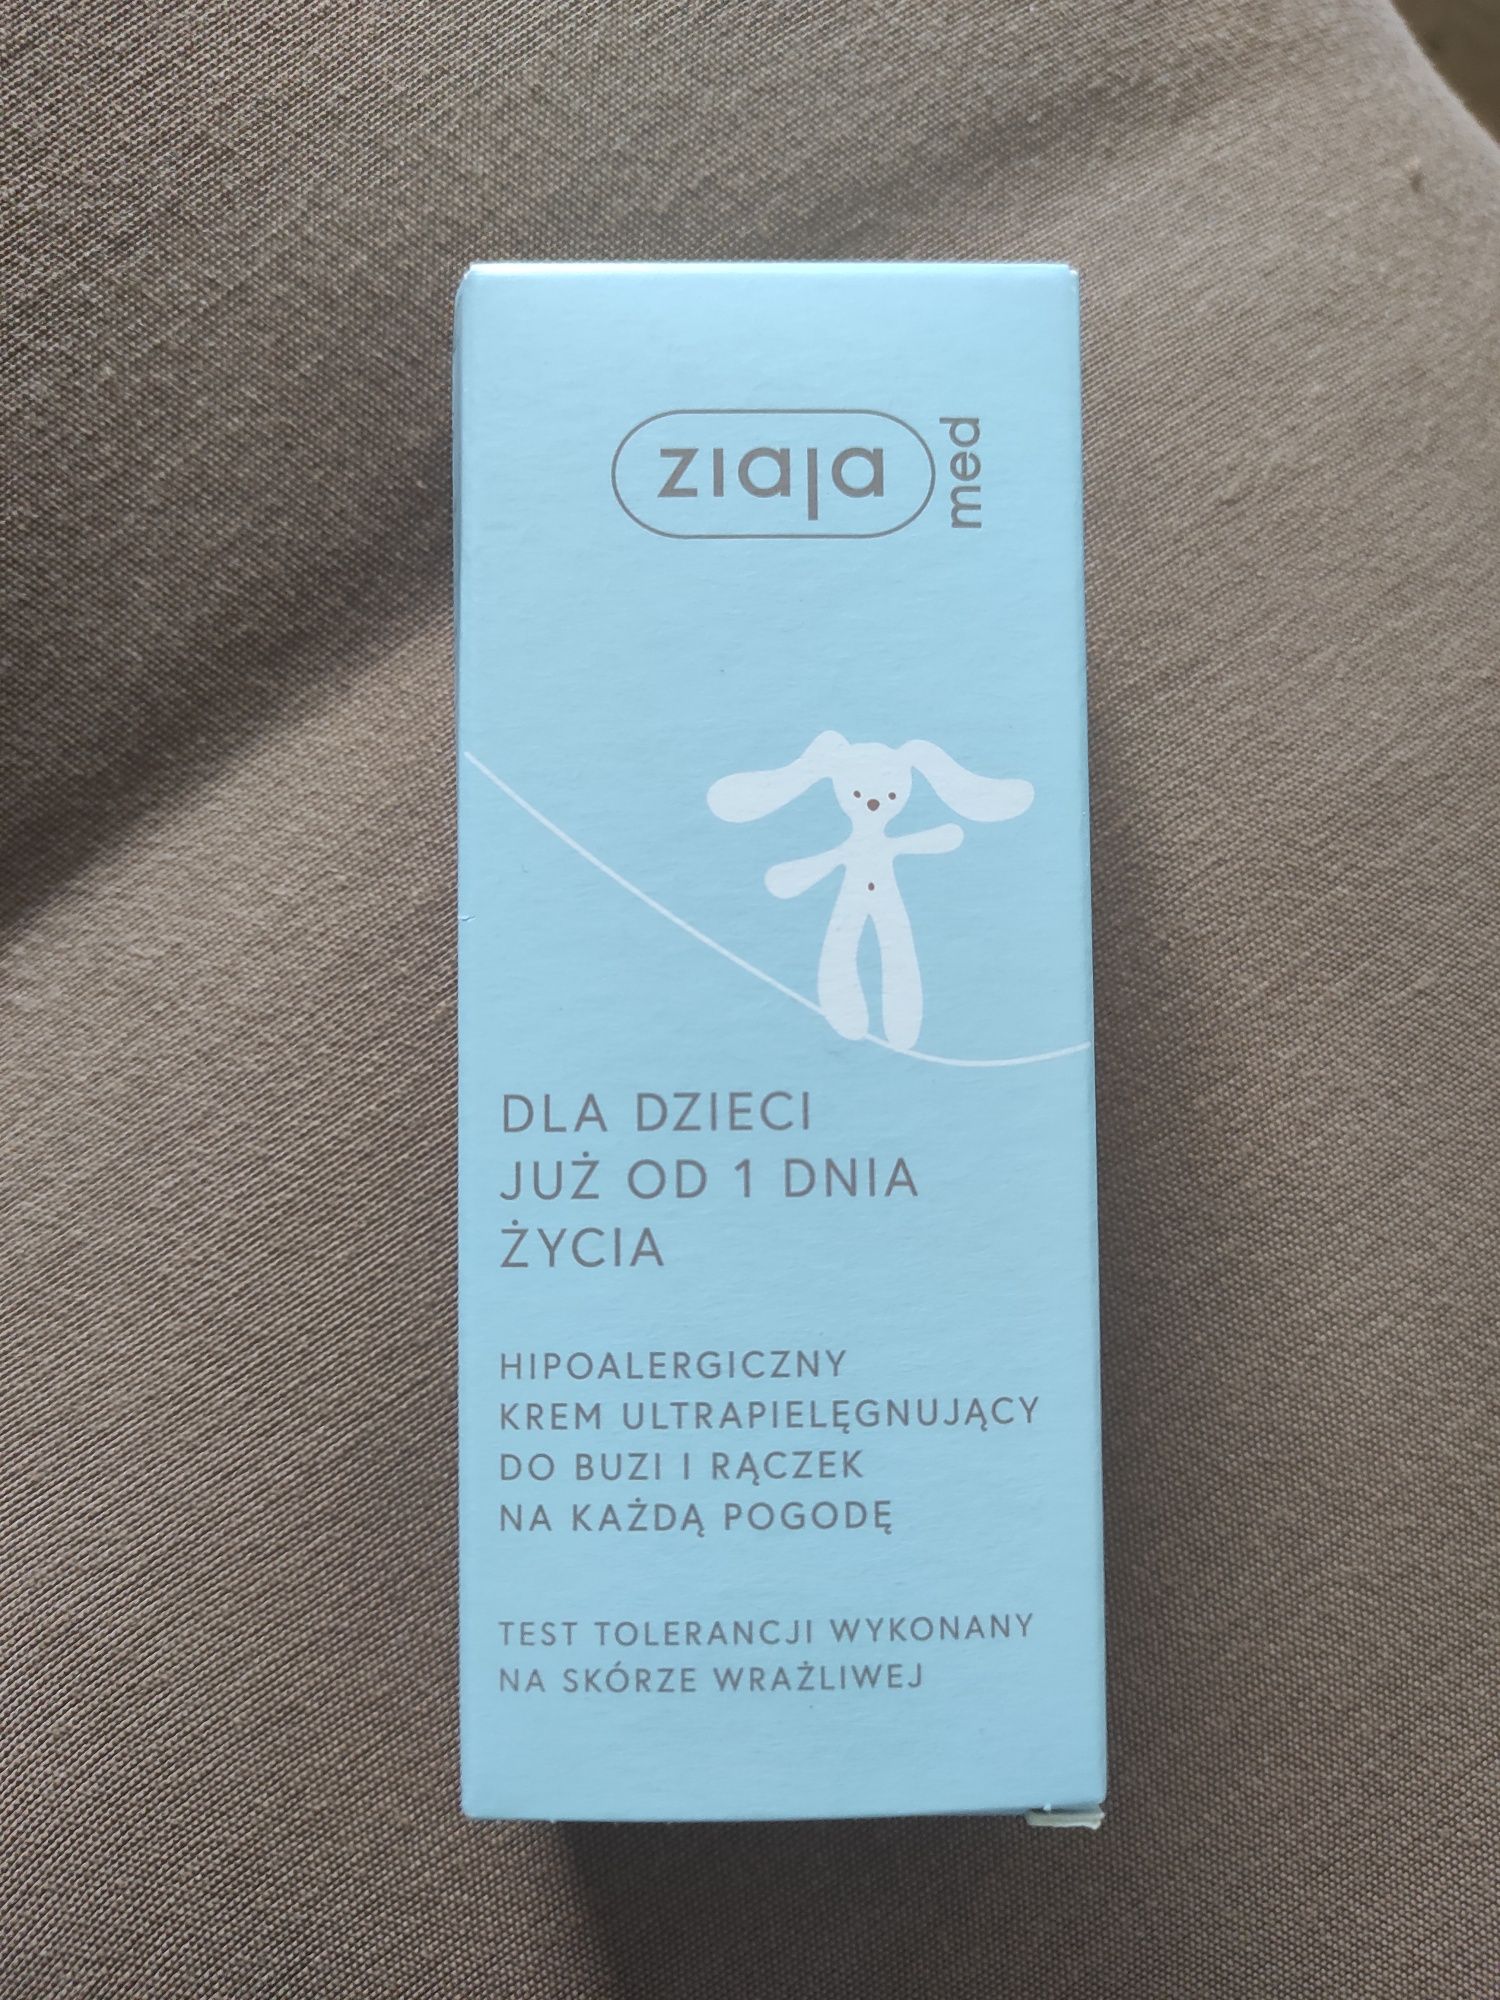 ziaja
med
DLA DZIECI
JUŻ OD 1 DNIA
ŻYCIA
HIPOALERGICZNY
KREM ULTRAPIELĘGNUJĄCY
DO BUZI I RĄCZEK
NA KAŻDĄ POGODĘ
TEST TOLERANCJI WYKONANY
NA SKÓRZE WRAŻLIWEJ